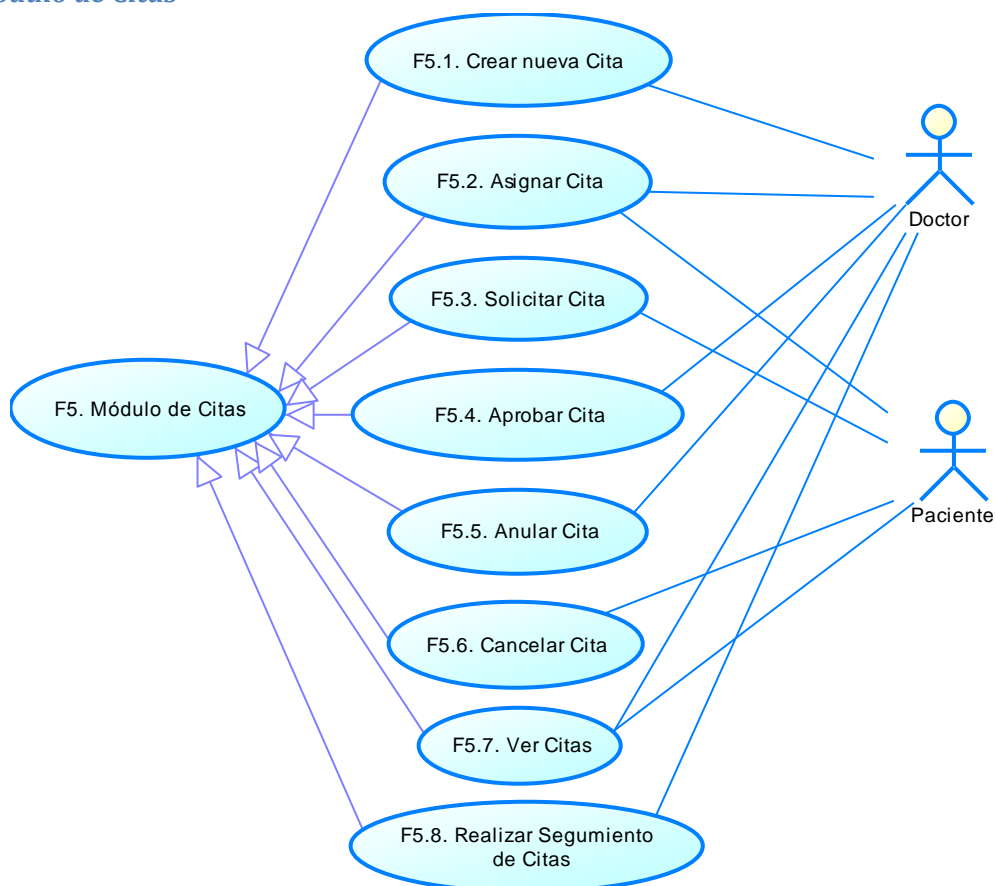 F5.1. Crear nueva Cita
F5.2. Asignar Cita
Doctor
F5.3. Solicitar Cita
F5. Módulo de Citas
F5.4. Aprobar Cita
Paciente
F5.5. Anular Cita
F5.6. Cancelar Cita
F5.7. Ver Citas
F5.8. Realizar Segumiento
de Citas